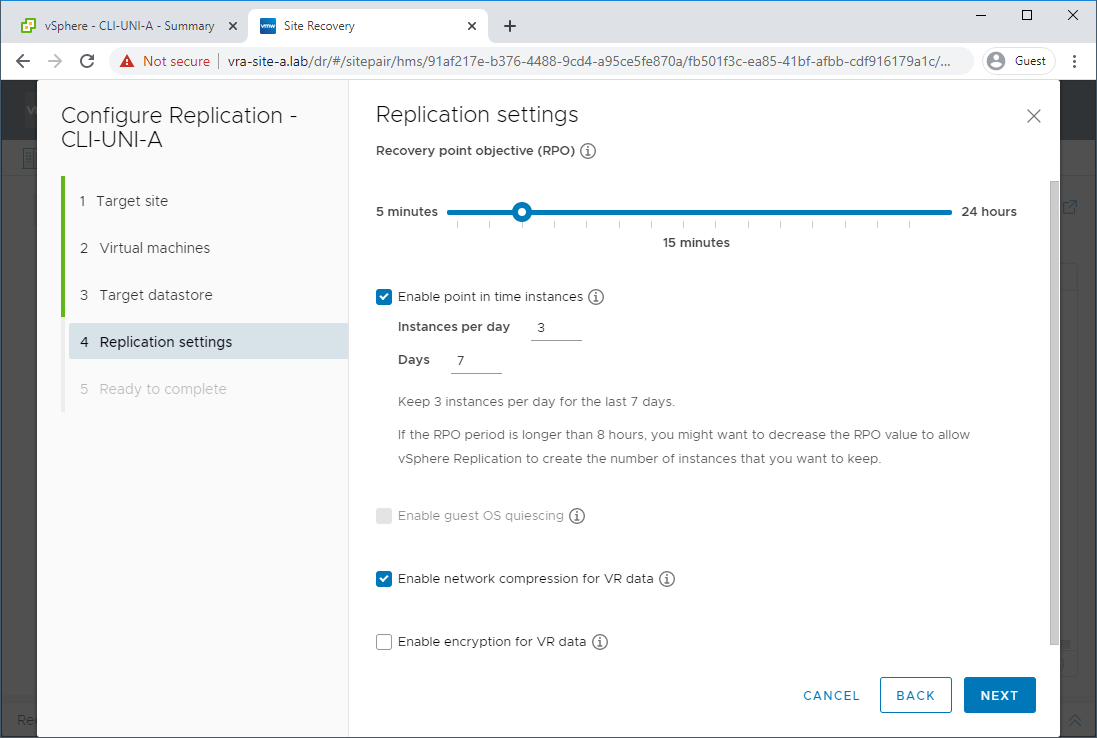 vSphere - CLI-UNI-A - Summary
vmw Site Recovery
Not secure vra-site-a.lab/dr/#/sitepair/hms/91af217e-b376-4488-9cd4-a95ce5fe870a/fb501f3c-ea85-41bf-afbb-cdf916179a1c/...
Guest
Configure Replication -
CLI-UNI-A
1 Target site
2 Virtual machines
3 Target datastore
4 Replication settings
5 Ready to complete
Replication settings
Recovery point objective (RPO)
5 minutes
24 hours
15 minutes
Enable point in time instances
Instances per day 3
Days 7
Keep 3 instances per day for the last 7 days.
If the RPO period is longer than 8 hours, you might want to decrease the RPO value to allow
vSphere Replication to create the number of instances that you want to keep.
Enable guest OS quiescing
Enable network compression for VR data
Enable encryption for VR data
CANCEL
BACK
NEXT